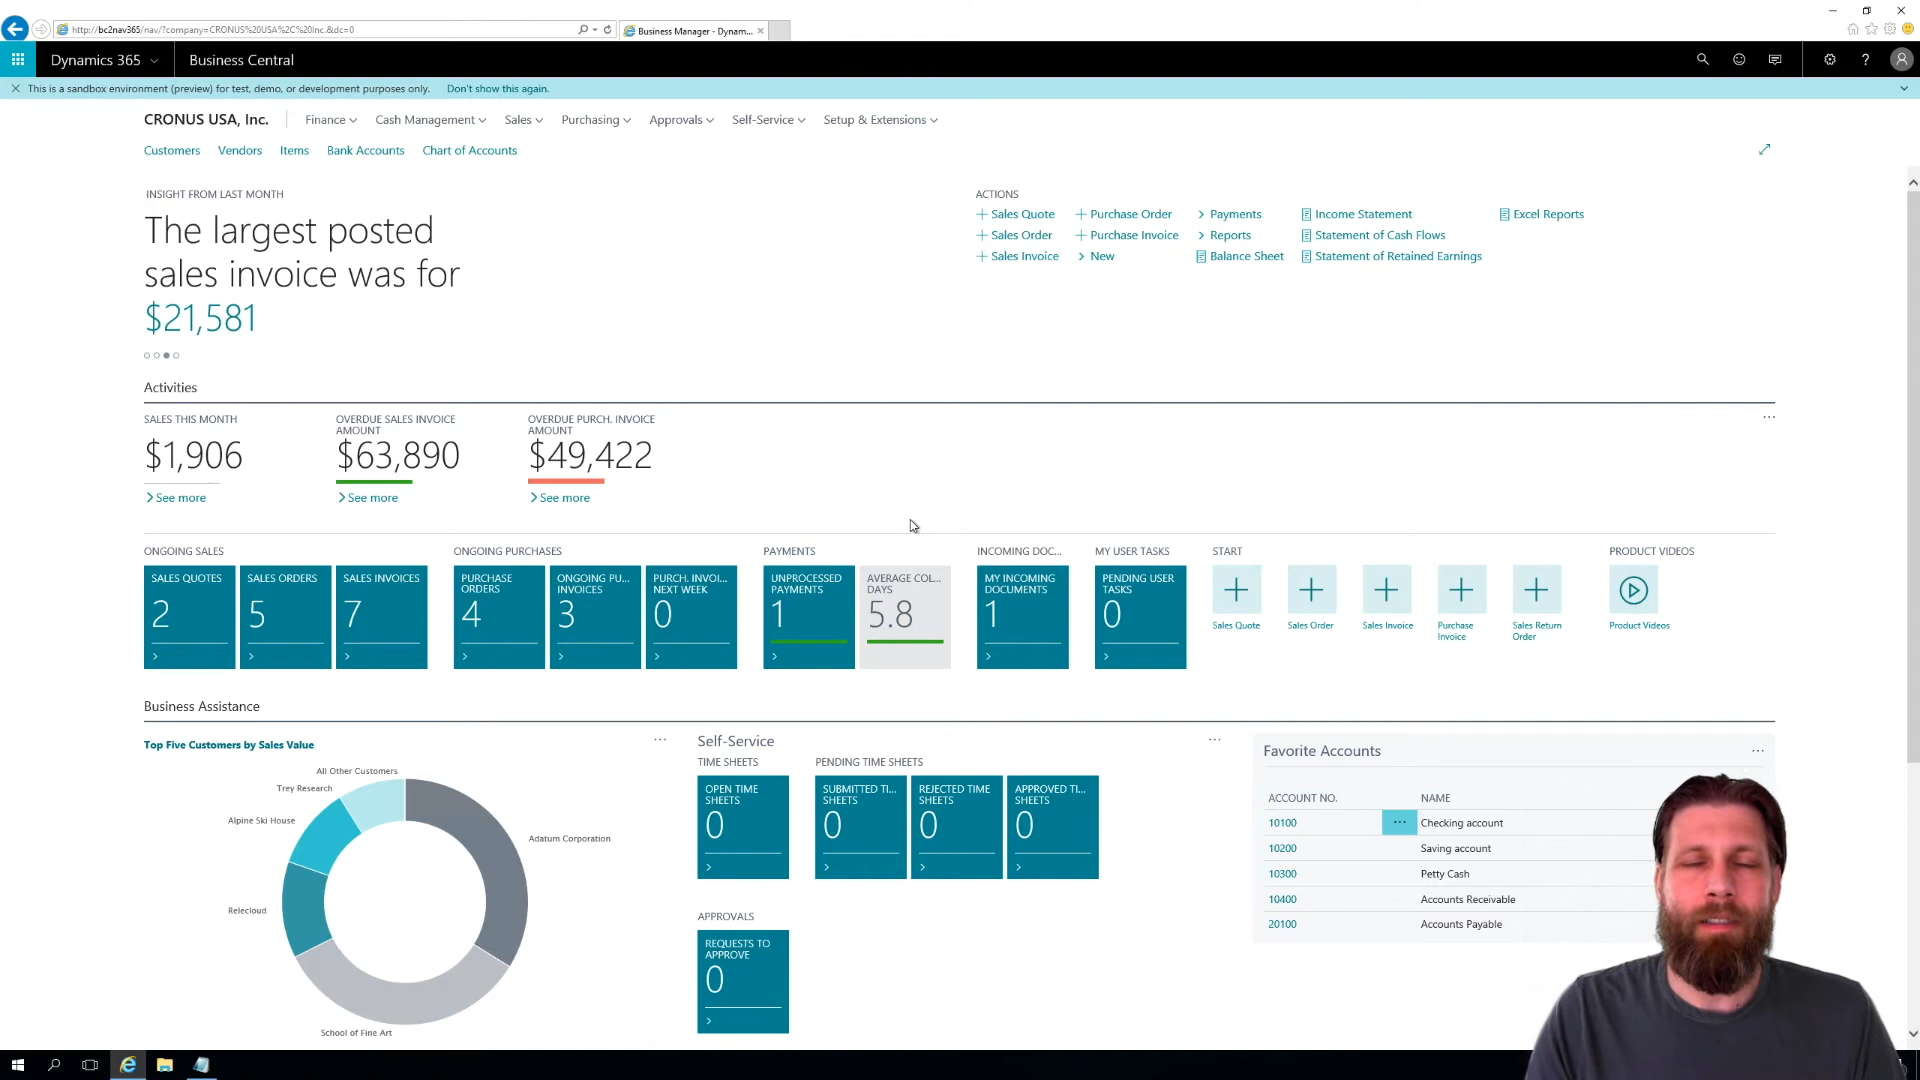 http://bc2nav365/nav/?company=CRONUS%20USA%2C%20Inc.&dc=0
Business Manager - Dynam...
Dynamics 365
Business Central
This is a sandbox environment (preview) for test, demo, or development purposes only. Don't show this again.
CRONUS USA, Inc.
Finance Cash Management Sales Purchasing Approvals Self-Service Setup & Extensions
Customers Vendors Items Bank Accounts Chart of Accounts
INSIGHT FROM LAST MONTH
The largest posted
sales invoice was for
$21,581
ACTIONS
Sales Quote Purchase Order Payments Income Statement Excel Reports
Sales Order Purchase Invoice Reports Statement of Cash Flows
Sales Invoice New Balance Sheet Statement of Retained Earnings
Activities
SALES THIS MONTH
$1,906
See more
OVERDUE SALES INVOICE
AMOUNT
$63,890
See more
OVERDUE PURCH. INVOICE
AMOUNT
$49,422
See more
ONGOING SALES
SALES QUOTES
2
SALES ORDERS
5
SALES INVOICES
7
ONGOING PURCHASES
PURCHASE
ORDERS
4
ONGOING PU...
INVOICES
3
PURCH. INVOI...
NEXT WEEK
0
PAYMENTS
UNPROCESSED
PAYMENTS
1
AVERAGE COL...
DAYS
5.8
INCOMING DOC...
MY INCOMING
DOCUMENTS
1
MY USER TASKS
PENDING USER
TASKS
0
START
Sales Quote
Sales Order
Sales Invoice
Purchase
Invoice
Sales Return
Order
PRODUCT VIDEOS
Product Videos
Business Assistance
Top Five Customers by Sales Value
All Other Customers
Trey Research
Alpine Ski House
Adatum Corporation
Relecloud
School of Fine Art
Self-Service
TIME SHEETS
OPEN TIME
SHEETS
0
PENDING TIME SHEETS
SUBMITTED TI...
SHEETS
0
REJECTED TIME
SHEETS
0
APPROVED TI...
SHEETS
0
APPROVALS
REQUESTS TO
APPROVE
0
Favorite Accounts
ACCOUNT NO. NAME
10100 Checking account
10200 Saving account
10300 Petty Cash
10400 Accounts Receivable
20100 Accounts Payable